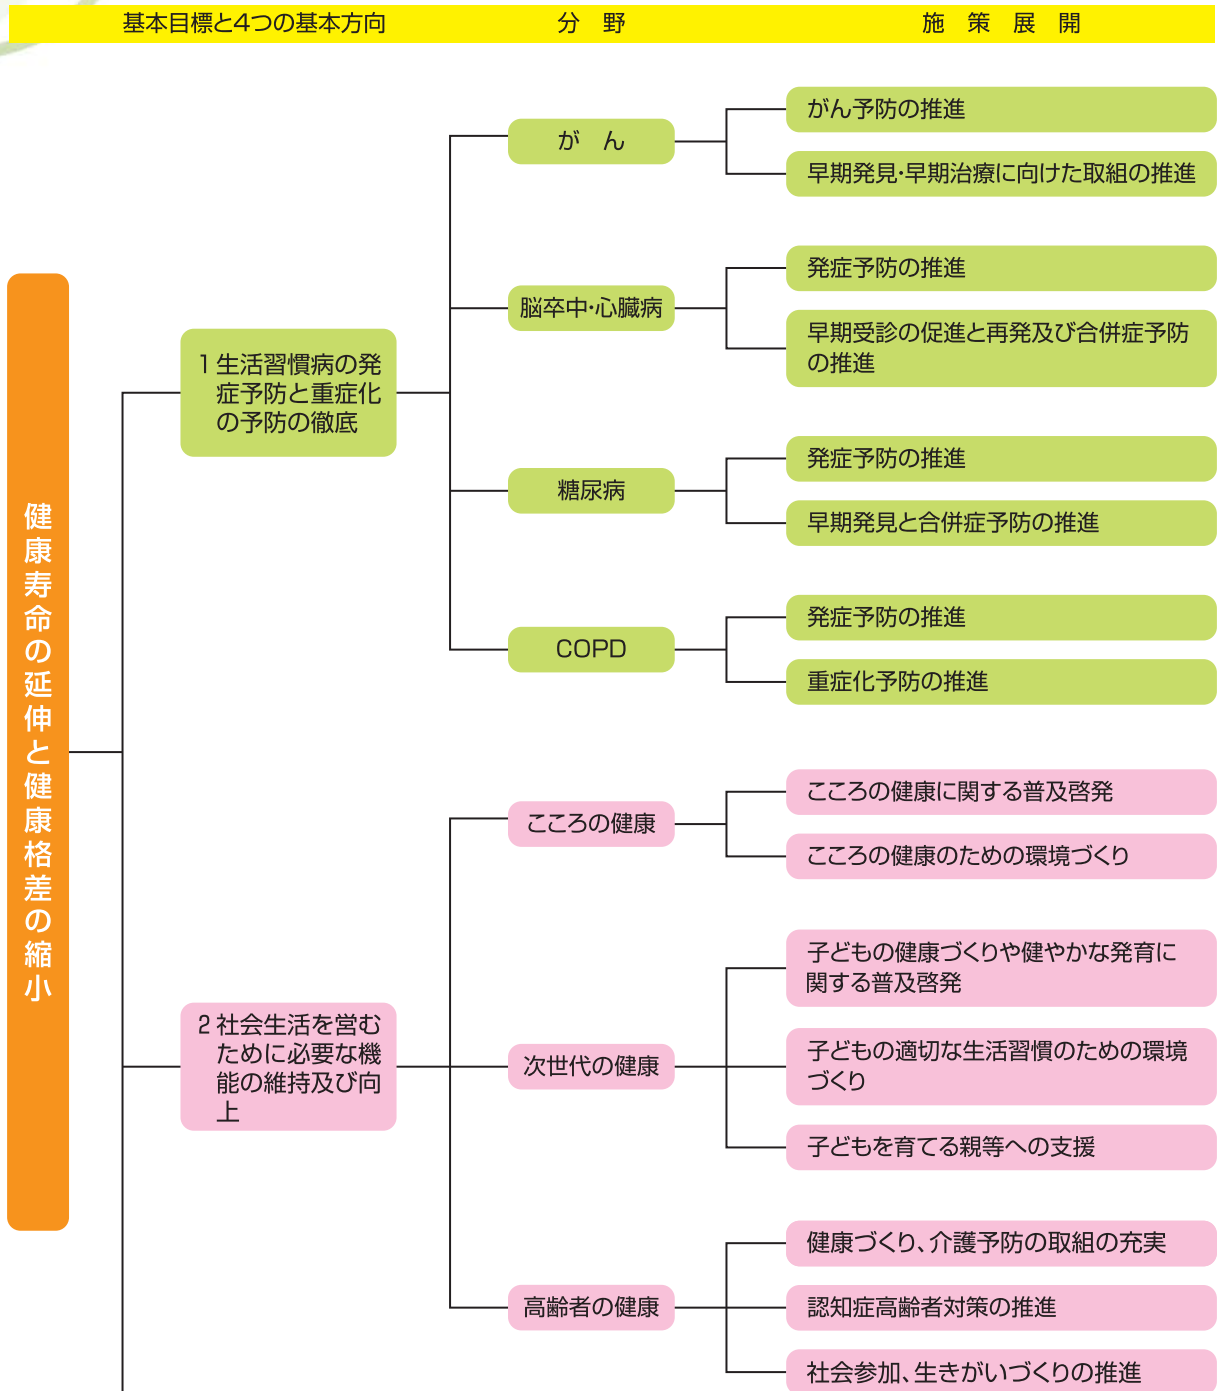 基本目標と4つの基本方向
分　野
施　策　展　開
健康寿命の延伸と健康格差の縮小
1 生活習慣病の発
症予防と重症化
の予防の徹底
が　ん
がん予防の推進
早期発見・早期治療に向けた取組の推進
脳卒中・心臓病
発症予防の推進
早期受診の促進と再発及び合併症予防
の推進
糖尿病
発症予防の推進
早期発見と合併症予防の推進
COPD
発症予防の推進
重症化予防の推進
2 社会生活を営む
ために必要な機
能の維持及び向
上
こころの健康
こころの健康に関する普及啓発
こころの健康のための環境づくり
次世代の健康
子どもの健康づくりや健やかな発育に
関する普及啓発
子どもの適切な生活習慣のための環境
づくり
子どもを育てる親等への支援
高齢者の健康
健康づくり、介護予防の取組の充実
認知症高齢者対策の推進
社会参加、生きがいづくりの推進